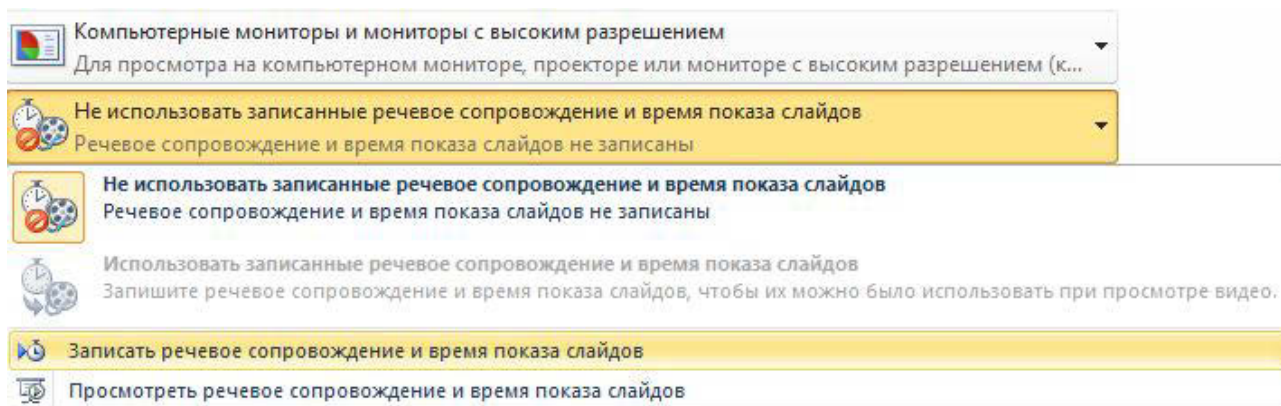 Компьютерные мониторы и мониторы с высоким разрешением
Для просмотра на компьютерном мониторе, проекторе или мониторе с высоким разрешением (к...
Не использовать записанные речевое сопровождение и время показа слайдов
Речевое сопровождение и время показа слайдов не записаны
Не использовать записанные речевое сопровождение и время показа слайдов
Речевое сопровождение и время показа слайдов не записаны
Использовать записанные речевое сопровождение и время показа слайдов
Запишите речевое сопровождение и время показа слайдов, чтобы их можно было использовать при просмотре видео.
Записать речевое сопровождение и время показа слайдов
Просмотреть речевое сопровождение и время показа слайдов